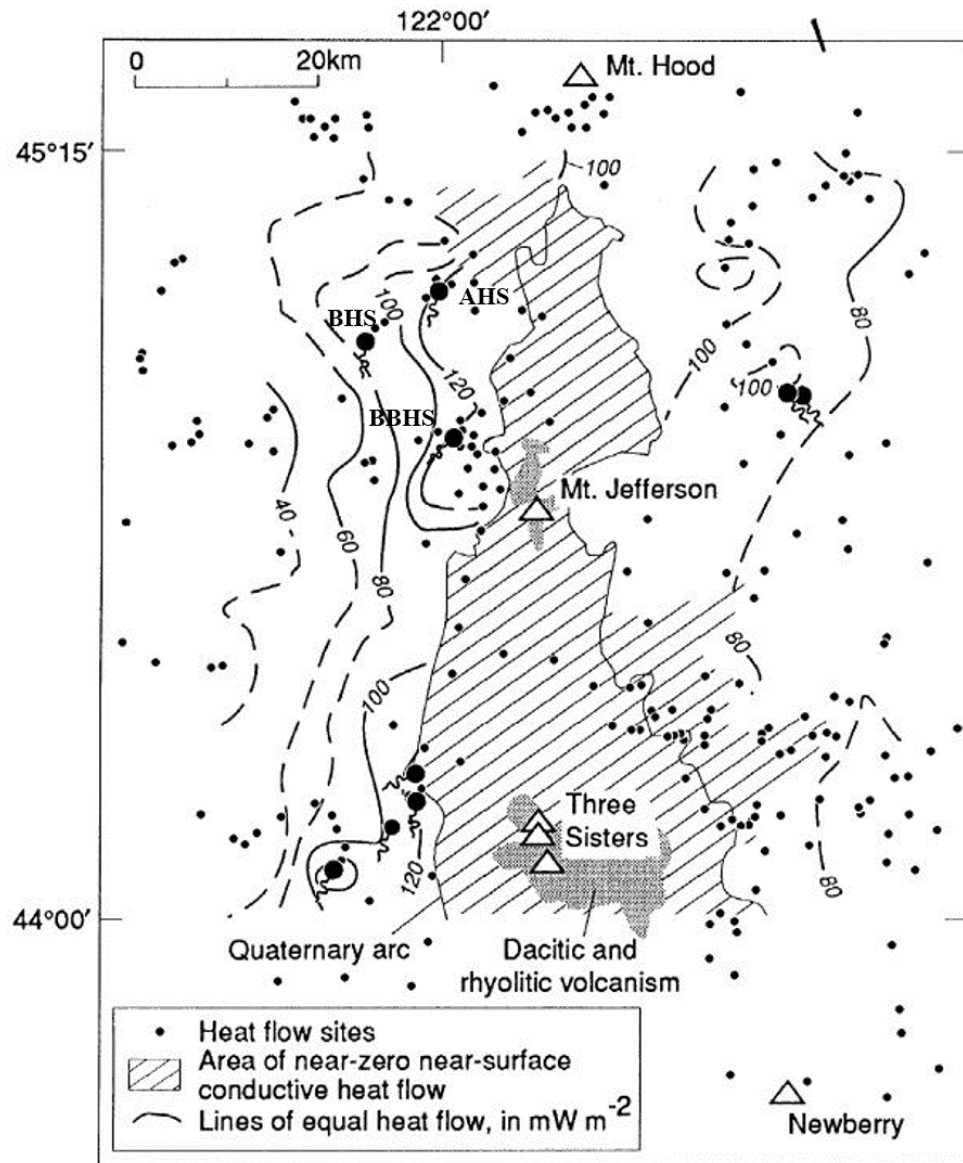 122°00′
0 20km
Mt. Hood
45°15′
100
AHS
BHS
100
80
100
120
100
BBHS
Mt. Jefferson
40
60
80
80
100
Three
Sisters
120
80
44°00′
Quaternary arc
Dacitic and
rhyolitic volcanism
Heat flow sites
Area of near-zero near-surface
conductive heat flow
Lines of equal heat flow, in mW m⁻²
Newberry